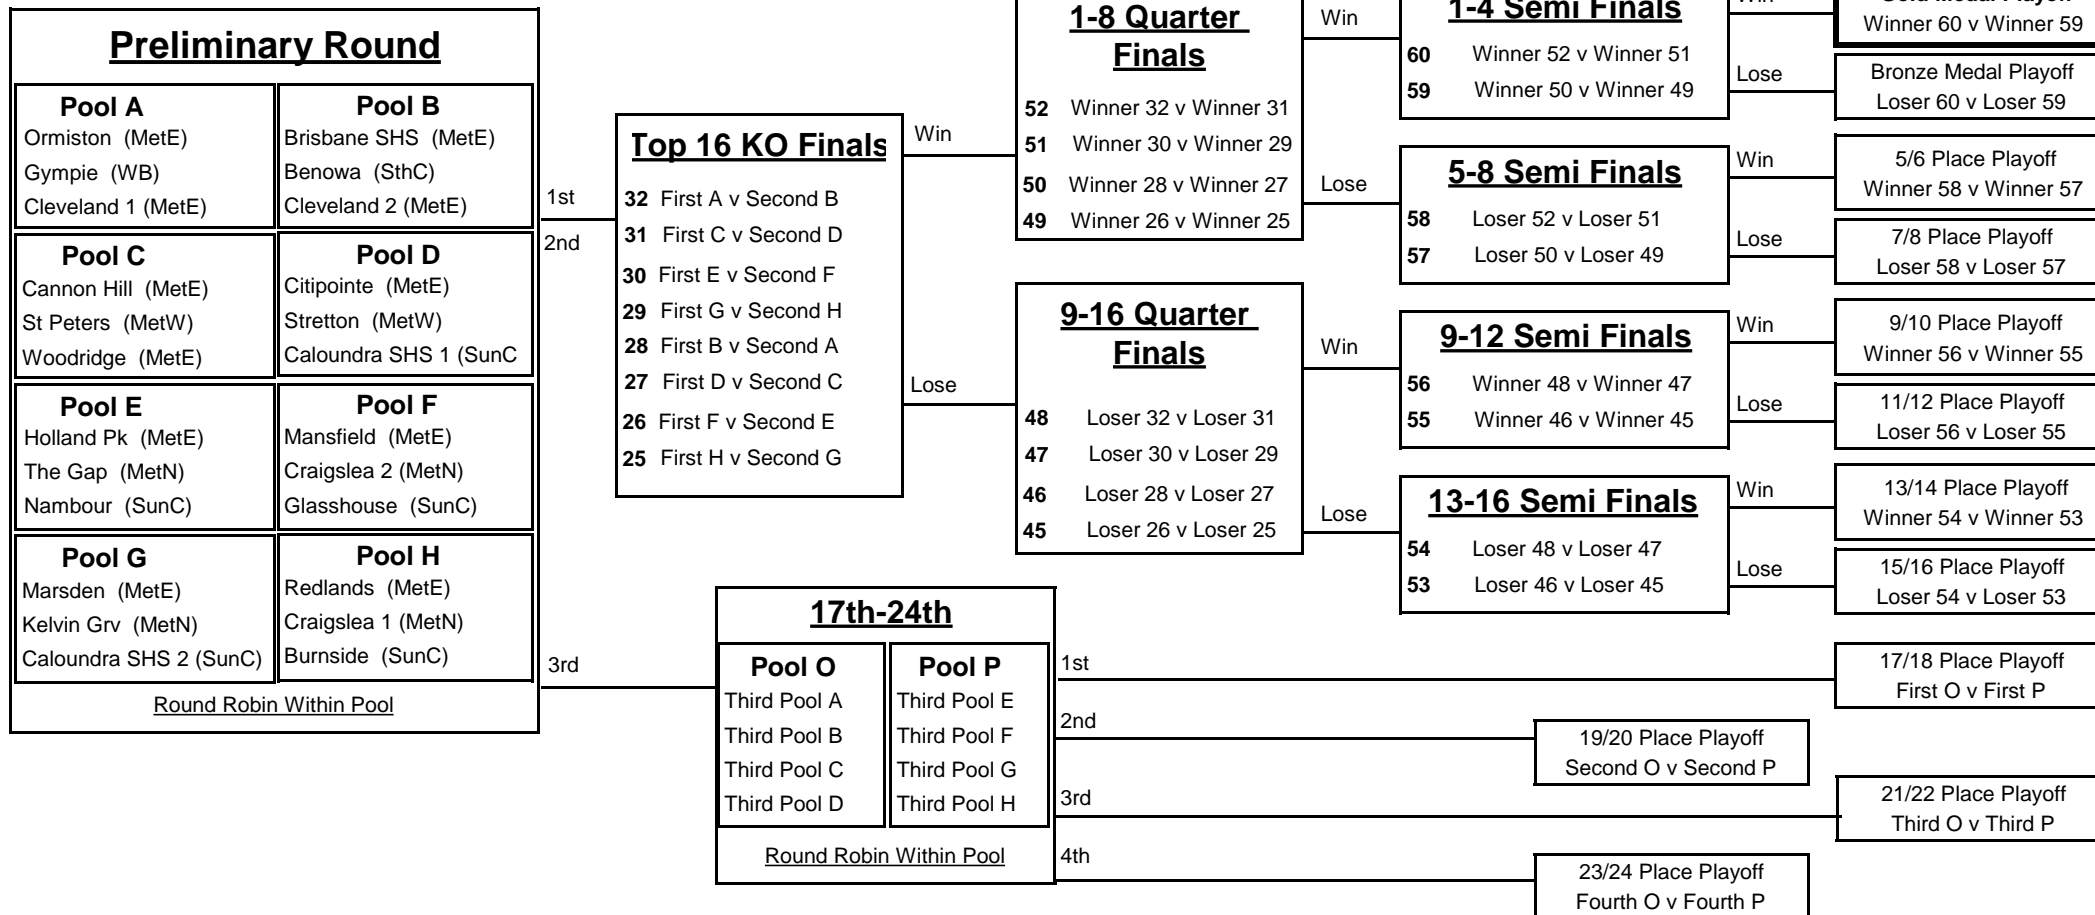 Preliminary Round
Pool A
Ormiston (MetE)
Gympie (WB)
Cleveland 1 (MetE)
Pool B
Brisbane SHS (MetE)
Benowa (SthC)
Cleveland 2 (MetE)
Pool C
Cannon Hill (MetE)
St Peters (MetW)
Woodridge (MetE)
Pool D
Citipointe (MetE)
Stretton (MetW)
Caloundra SHS 1 (SunC
Pool E
Holland Pk (MetE)
The Gap (MetN)
Nambour (SunC)
Pool F
Mansfield (MetE)
Craigslea 2 (MetN)
Glasshouse (SunC)
Pool G
Marsden (MetE)
Kelvin Grv (MetN)
Caloundra SHS 2 (SunC)
Pool H
Redlands (MetE)
Craigslea 1 (MetN)
Burnside (SunC)
Round Robin Within Pool
1st
2nd
3rd
Top 16 KO Finals
32 First A v Second B
31 First C v Second D
30 First E v Second F
29 First G v Second H
28 First B v Second A
27 First D v Second C
26 First F v Second E
25 First H v Second G
Win
Lose
1-8 Quarter
Finals
52 Winner 32 v Winner 31
51 Winner 30 v Winner 29
50 Winner 28 v Winner 27
49 Winner 26 v Winner 25
Win
Lose
9-16 Quarter
Finals
48 Loser 32 v Loser 31
47 Loser 30 v Loser 29
46 Loser 28 v Loser 27
45 Loser 26 v Loser 25
Win
Lose
17th-24th
Pool O
Third Pool A
Third Pool B
Third Pool C
Third Pool D
Pool P
Third Pool E
Third Pool F
Third Pool G
Third Pool H
Round Robin Within Pool
1st
2nd
3rd
4th
1-4 Semi Finals
60 Winner 52 v Winner 51
59 Winner 50 v Winner 49
Win
Lose
5-8 Semi Finals
58 Loser 52 v Loser 51
57 Loser 50 v Loser 49
Win
Lose
9-12 Semi Finals
56 Winner 48 v Winner 47
55 Winner 46 v Winner 45
Win
Lose
13-16 Semi Finals
54 Loser 48 v Loser 47
53 Loser 46 v Loser 45
Win
Lose
Gold Medal Playoff
Winner 60 v Winner 59
Bronze Medal Playoff
Loser 60 v Loser 59
5/6 Place Playoff
Winner 58 v Winner 57
7/8 Place Playoff
Loser 58 v Loser 57
9/10 Place Playoff
Winner 56 v Winner 55
11/12 Place Playoff
Loser 56 v Loser 55
13/14 Place Playoff
Winner 54 v Winner 53
15/16 Place Playoff
Loser 54 v Loser 53
17/18 Place Playoff
First O v First P
19/20 Place Playoff
Second O v Second P
21/22 Place Playoff
Third O v Third P
23/24 Place Playoff
Fourth O v Fourth P